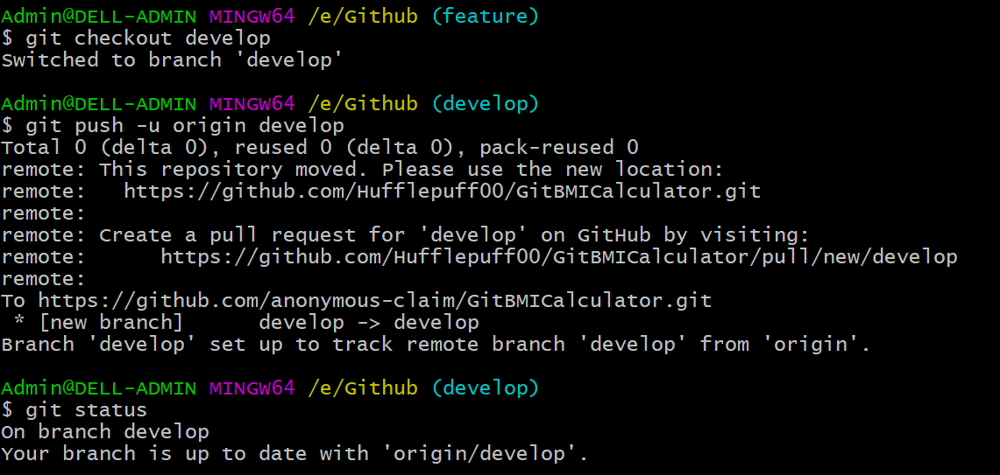 Admin@DELL-ADMIN MINGW64 /e/Github (feature)
$ git checkout develop
Switched to branch 'develop'
Admin@DELL-ADMIN MINGW64 /e/Github (develop)
$ git push -u origin develop
Total 0 (delta 0), reused 0 (delta 0), pack-reused 0
remote: This repository moved. Please use the new location:
remote:   https://github.com/Hufflepuff00/GitBMICalculator.git
remote:
remote: Create a pull request for 'develop' on GitHub by visiting:
remote:      https://github.com/Hufflepuff00/GitBMICalculator/pull/new/develop
remote:
To https://github.com/anonymous-claim/GitBMICalculator.git
 * [new branch]      develop -> develop
Branch 'develop' set up to track remote branch 'develop' from 'origin'.
Admin@DELL-ADMIN MINGW64 /e/Github (develop)
$ git status
On branch develop
Your branch is up to date with 'origin/develop'.